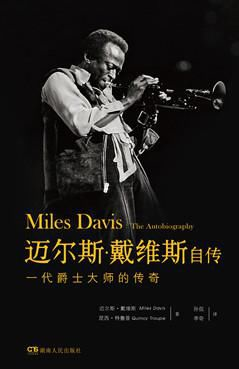 Miles Davis : The Autobiography
迈尔斯·戴维斯自传
一代爵士大师的传奇
迈尔斯·戴维斯 Miles Davis
昆西·特鲁普 Quincy Troupe 著
译
湖南人民出版社